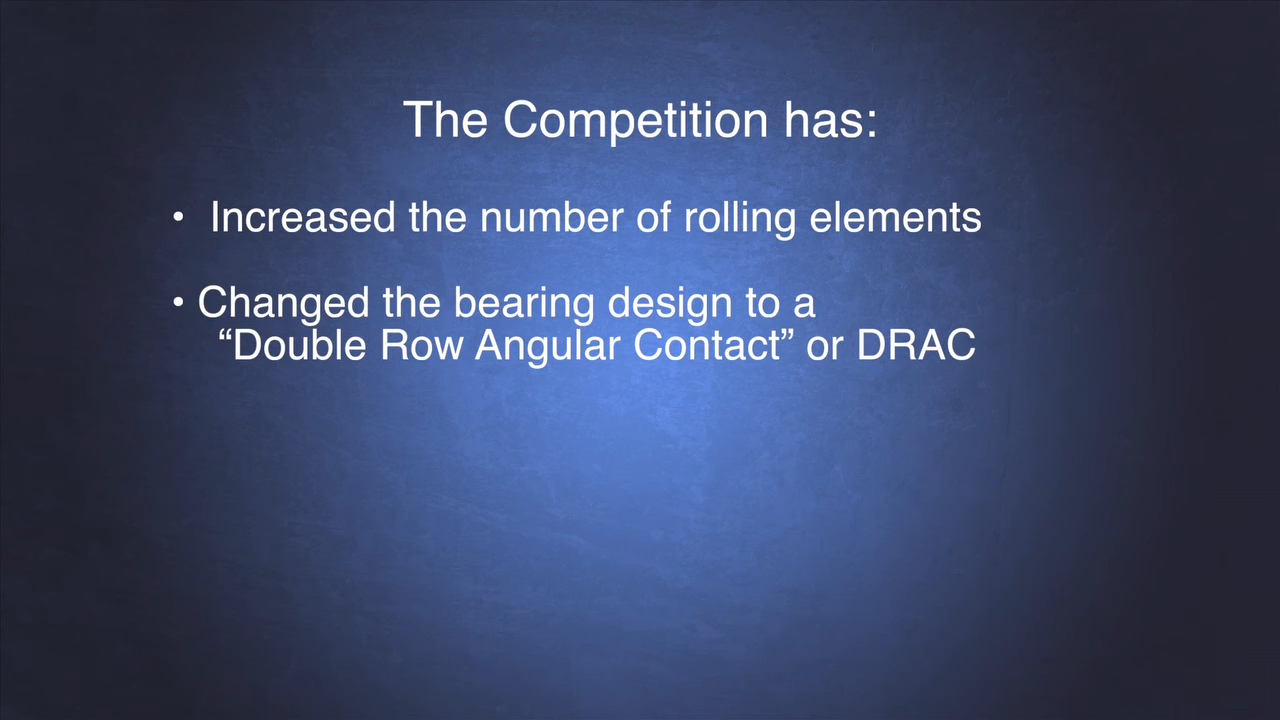 The Competition has:
• Increased the number of rolling elements
• Changed the bearing design to a
“Double Row Angular Contact” or DRAC